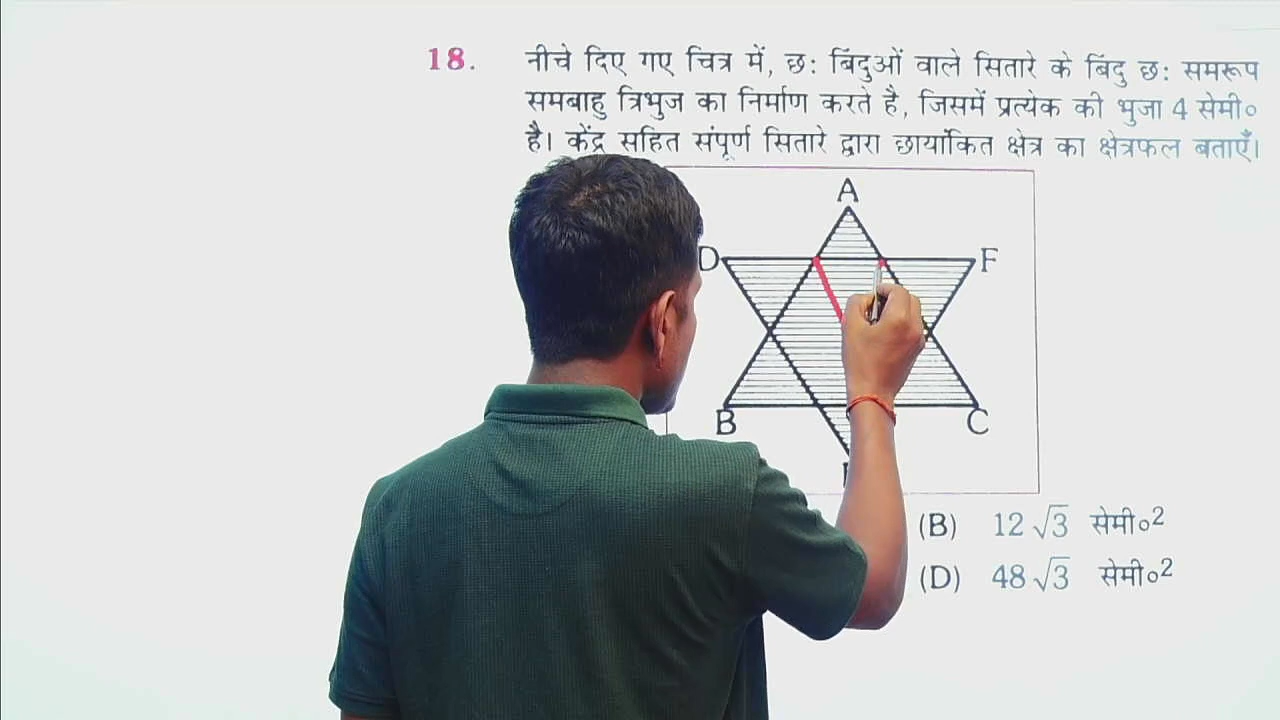 18. नीचे दिए गए चित्र में, छः बिंदुओं वाले सितारे के बिंदु छः समरूप
समबाहु त्रिभुज का निर्माण करते है, जिसमें प्रत्येक की भुजा 4 सेमी०
है। केंद्र सहित संपूर्ण सितारे द्वारा छायांकित क्षेत्र का क्षेत्रफल बताएँ।
A
D F
B C
(B) 12√3 सेमी०²
(D) 48√3 सेमी०²